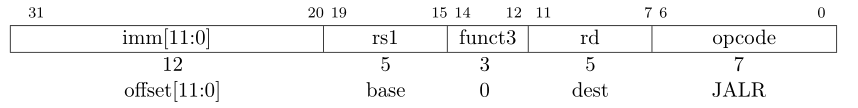 31 20 19 15 14 12 11 7 6 0
imm[11:0] rs1 funct3 rd opcode
12 5 3 5 7
offset[11:0] base 0 dest JALR